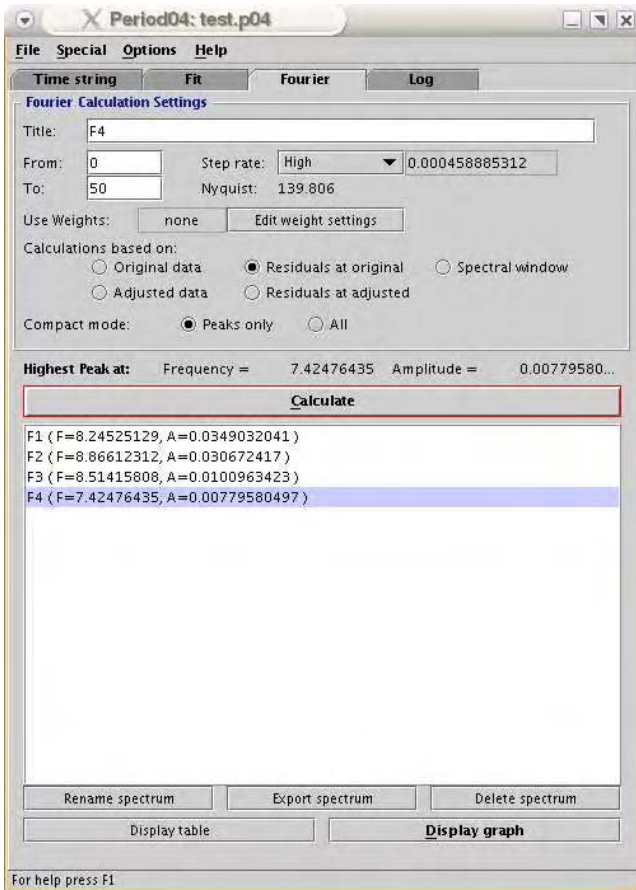 Period04: test.p04
File Special Options Help
Time string Fit Fourier Log
Fourier Calculation Settings
Title: F4
From: 0 Step rate: High 0.000458885312
To: 50 Nyquist: 139.806
Use Weights: none Edit weight settings
Calculations based on:
Original data Residuals at original Spectral window
Adjusted data Residuals at adjusted
Compact mode: Peaks only All
Highest Peak at: Frequency = 7.42476435 Amplitude = 0.00779580...
Calculate
F1 ( F=8.24525129, A=0.0349032041 )
F2 ( F=8.86612312, A=0.030672417 )
F3 ( F=8.51415808, A=0.0100963423 )
F4 ( F=7.42476435, A=0.00779580497 )
Rename spectrum Export spectrum Delete spectrum
Display table Display graph
For help press F1